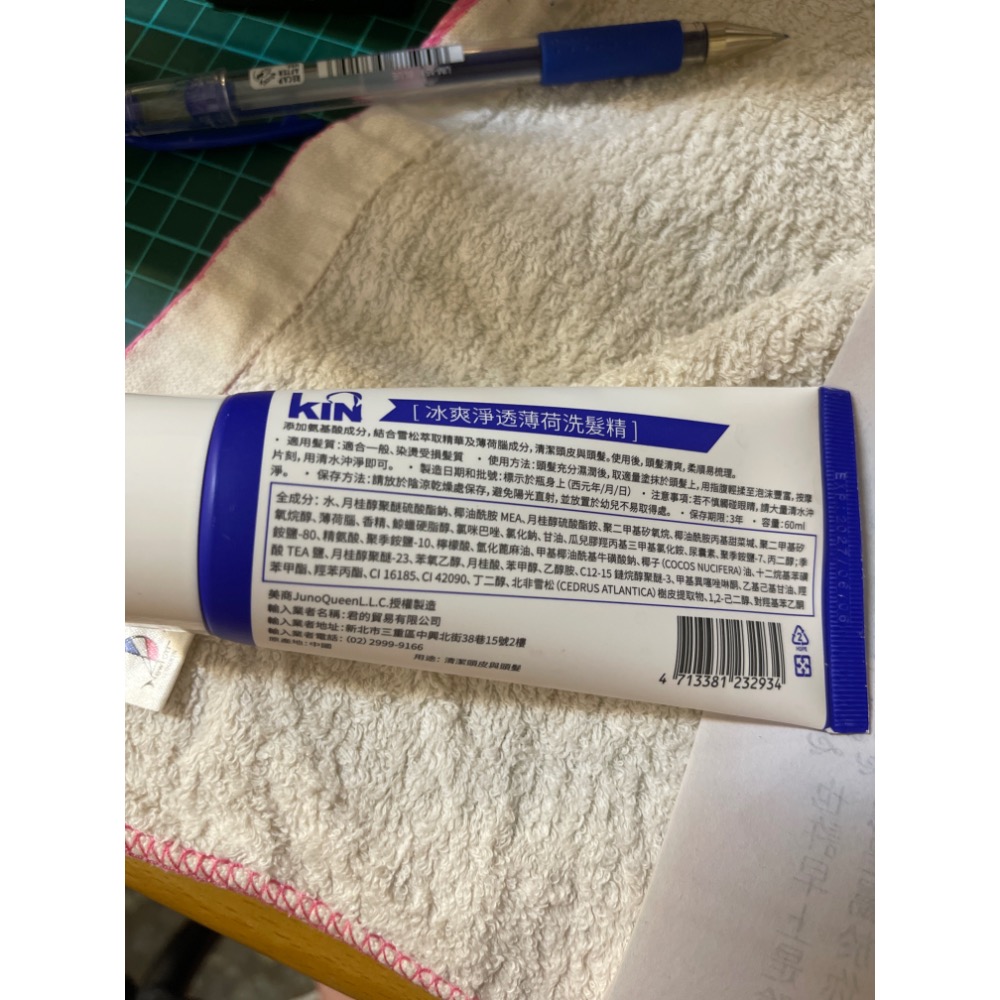 RECAP
AFTER
KIN
[冰爽淨透薄荷洗髮精]
添加氨基酸成分，結合雪松萃取精華及薄荷腦成分，清潔頭皮與頭髮。使用後，頭髮清爽，柔順易梳理。
・適用髮質：適合一般、染燙受損髮質 ・使用方法：頭髮充分濕潤後，取適量塗抹於頭髮上，用指腹輕揉至泡沫豐富，按摩
片刻，用清水沖淨即可。 ・製造日期和批號：標示於瓶身上(西元年/月/日) ・注意事項：若不慎觸碰眼睛，請大量清水沖
淨。 ・保存方法：請放於陰涼乾燥處保存，避免陽光直射，並放置於幼兒不易取得處。 ・保存期限：3年 ・容量：60ml
全成分：水、月桂醇聚醚硫酸酯鈉、椰油酰胺 MEA、月桂醇硫酸酯銨、聚二甲基矽氧烷、椰油酰胺丙基甜菜城、聚二甲基矽
氧烷醇、薄荷腦、香精、鯨蠟硬脂醇、氯咪巴唑、氯化鈉、甘油、瓜兒膠羥丙基三甲基氯化銨、尿囊素、聚季銨鹽-7、丙二醇；季
銨鹽-80、精氨酸、聚季銨鹽-10、檸檬酸、氫化蓖麻油、甲基椰油酰基牛磺酸鈉、椰子(COCOS NUCIFERA)油、十二烷基苯磺
酸 TEA 鹽、月桂醇聚醚-23、苯氧乙醇、月桂酸、苯甲醇、乙醇胺、C12-15 鏈烷醇聚醚-3、甲基異噻唑啉酮、乙基己基甘油、羥
苯甲酯、羥苯丙酯、CI 16185、CI 42090、丁二醇、北非雪松(CEDRUS ATLANTICA)樹皮提取物、1,2-己二醇、對羥基苯乙酮
美商JunoQueenL.L.C.授權製造
輸入業者名稱：君的貿易有限公司
輸入業者地址：新北市三重區中興北街38巷15號2樓
輸入業者電話：(02) 2999-9166
原產地：中國
用途：清潔頭皮與頭髮
4 713381 232934
2
HDPE